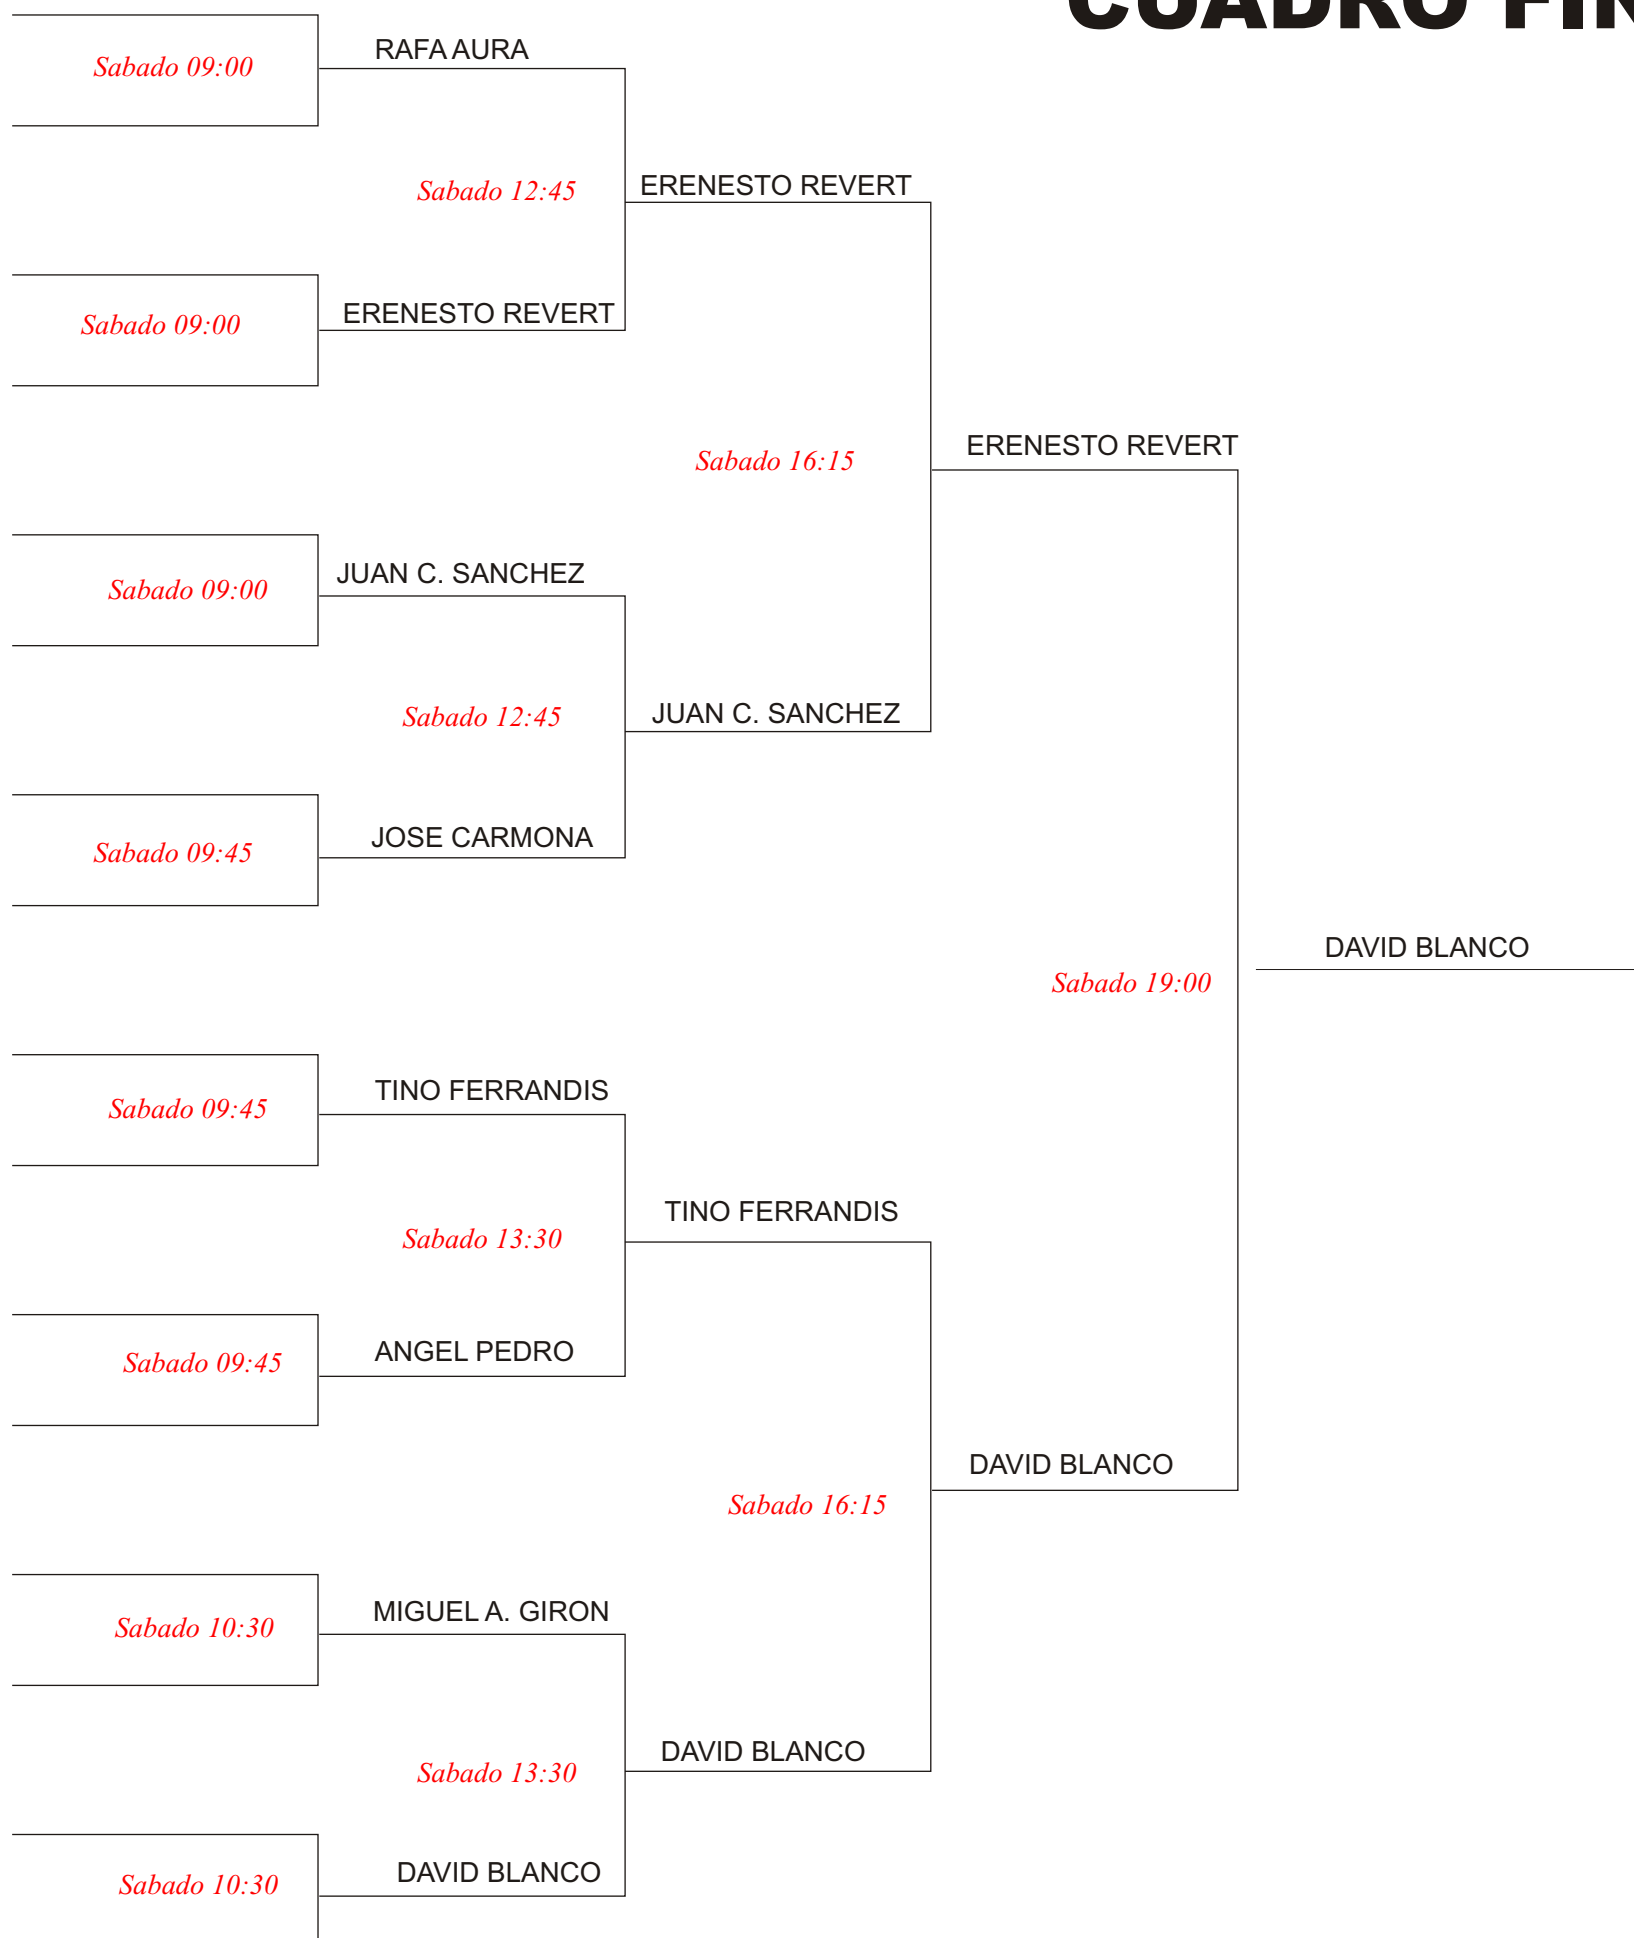 CUADRO FIN
Sabado 09:00
RAFA AURA
Sabado 12:45
ERENESTO REVERT
Sabado 09:00
ERENESTO REVERT
Sabado 16:15
ERENESTO REVERT
Sabado 09:00
JUAN C. SANCHEZ
Sabado 12:45
JUAN C. SANCHEZ
Sabado 09:45
JOSE CARMONA
Sabado 19:00
DAVID BLANCO
Sabado 09:45
TINO FERRANDIS
Sabado 13:30
TINO FERRANDIS
Sabado 09:45
ANGEL PEDRO
Sabado 16:15
DAVID BLANCO
Sabado 10:30
MIGUEL A. GIRON
Sabado 13:30
DAVID BLANCO
Sabado 10:30
DAVID BLANCO